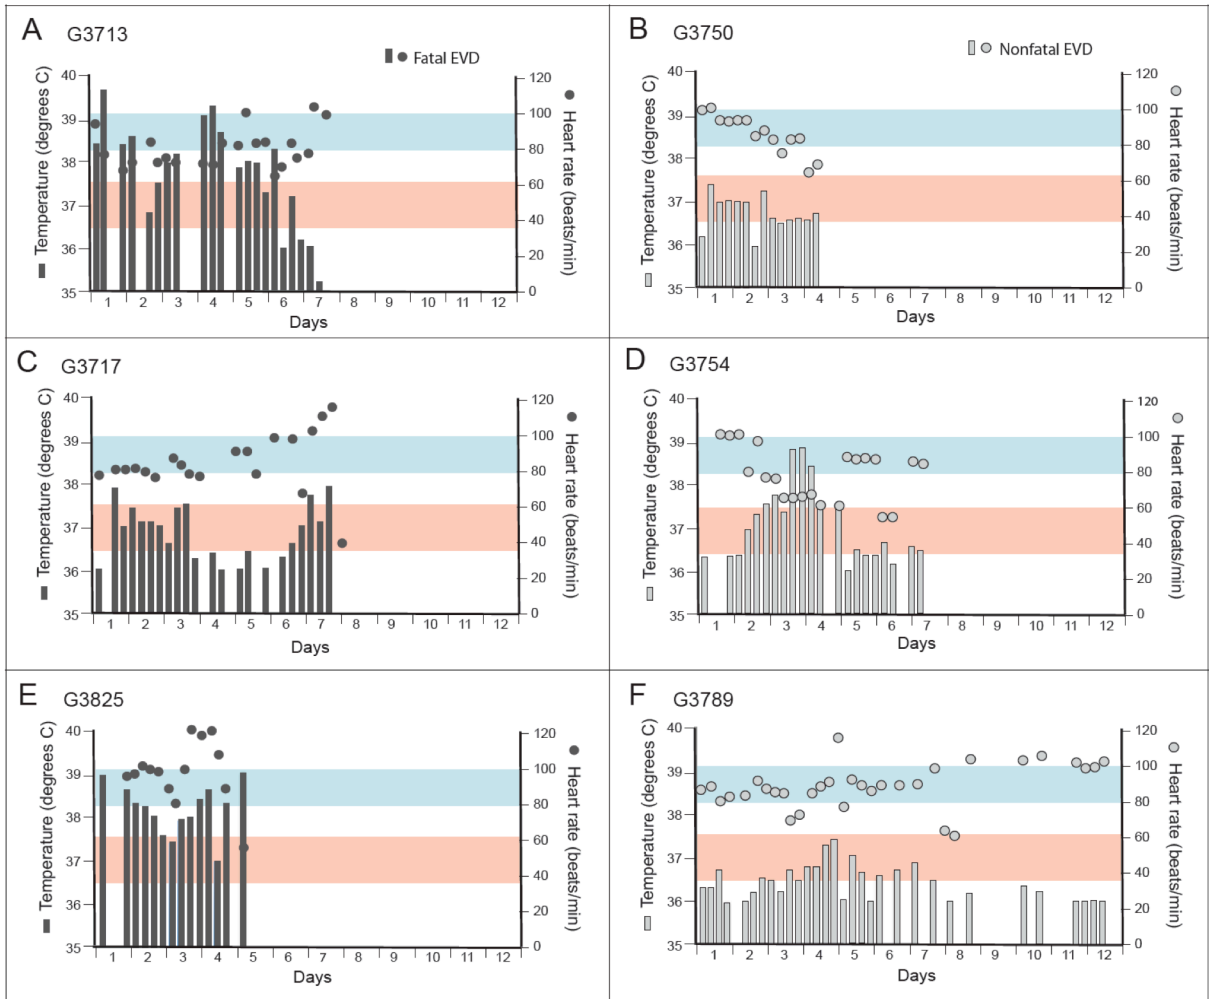 A
G3713
Fatal EVD
Temperature (degrees C)
40
39
38
37
36
35
Heart rate (beats/min)
120
100
80
60
40
20
0
1 2 3 4 5 6 7 8 9 10 11 12
Days
B
G3750
Nonfatal EVD
Temperature (degrees C)
40
39
38
37
36
35
Heart rate (beats/min)
120
100
80
60
40
20
0
1 2 3 4 5 6 7 8 9 10 11 12
Days
C
G3717
Temperature (degrees C)
40
39
38
37
36
35
Heart rate (beats/min)
120
100
80
60
40
20
0
1 2 3 4 5 6 7 8 9 10 11 12
Days
D
G3754
Temperature (degrees C)
40
39
38
37
36
35
Heart rate (beats/min)
120
100
80
60
40
20
0
1 2 3 4 5 6 7 8 9 10 11 12
Days
E
G3825
Temperature (degrees C)
40
39
38
37
36
35
Heart rate (beats/min)
120
100
80
60
40
20
0
1 2 3 4 5 6 7 8 9 10 11 12
Days
F
G3789
Temperature (degrees C)
40
39
38
37
36
35
Heart rate (beats/min)
120
100
80
60
40
20
0
1 2 3 4 5 6 7 8 9 10 11 12
Days